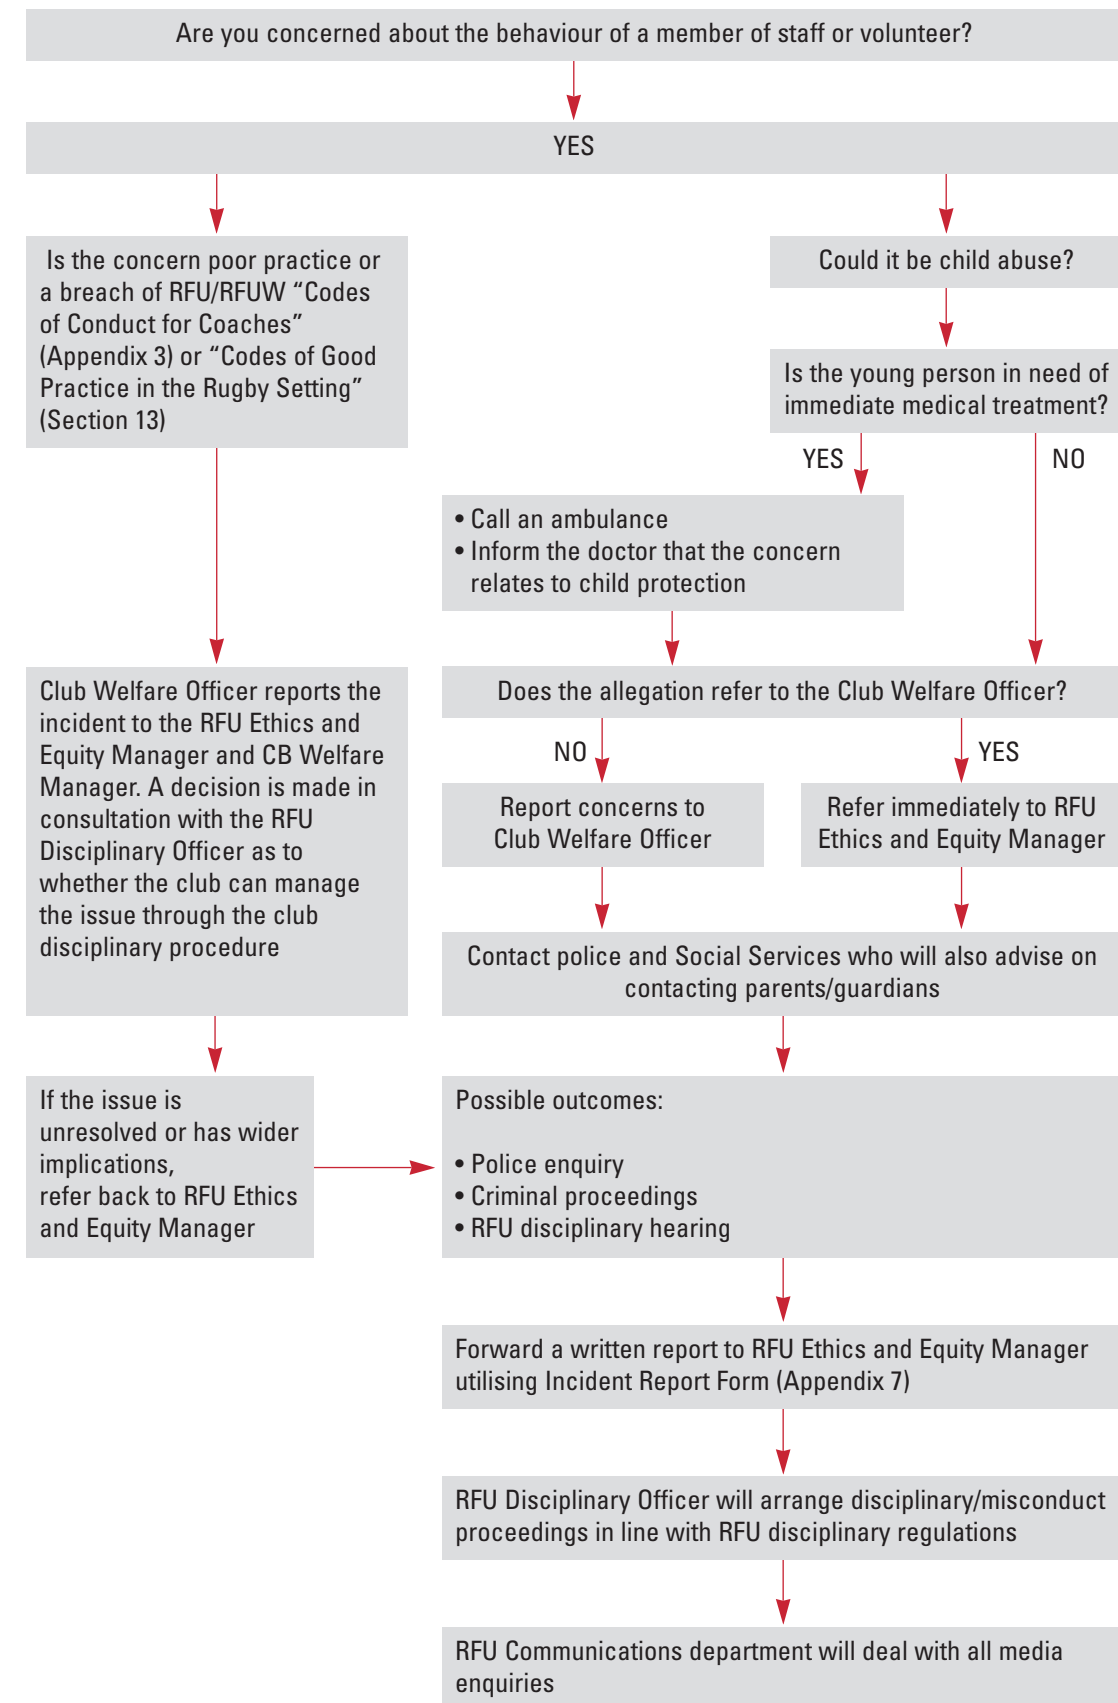 Are you concerned about the behaviour of a member of staff or volunteer?
YES
Is the concern poor practice or
a breach of RFU/RFUW “Codes
of Conduct for Coaches”
(Appendix 3) or “Codes of Good
Practice in the Rugby Setting”
(Section 13)
Could it be child abuse?
Is the young person in need of
immediate medical treatment?
YES
NO
• Call an ambulance
• Inform the doctor that the concern
relates to child protection
Club Welfare Officer reports the
incident to the RFU Ethics and
Equity Manager and CB Welfare
Manager. A decision is made in
consultation with the RFU
Disciplinary Officer as to
whether the club can manage
the issue through the club
disciplinary procedure
Does the allegation refer to the Club Welfare Officer?
NO
YES
Report concerns to
Club Welfare Officer
Refer immediately to RFU
Ethics and Equity Manager
Contact police and Social Services who will also advise on
contacting parents/guardians
If the issue is
unresolved or has wider
implications,
refer back to RFU Ethics
and Equity Manager
Possible outcomes:
• Police enquiry
• Criminal proceedings
• RFU disciplinary hearing
Forward a written report to RFU Ethics and Equity Manager
utilising Incident Report Form (Appendix 7)
RFU Disciplinary Officer will arrange disciplinary/misconduct
proceedings in line with RFU disciplinary regulations
RFU Communications department will deal with all media
enquiries